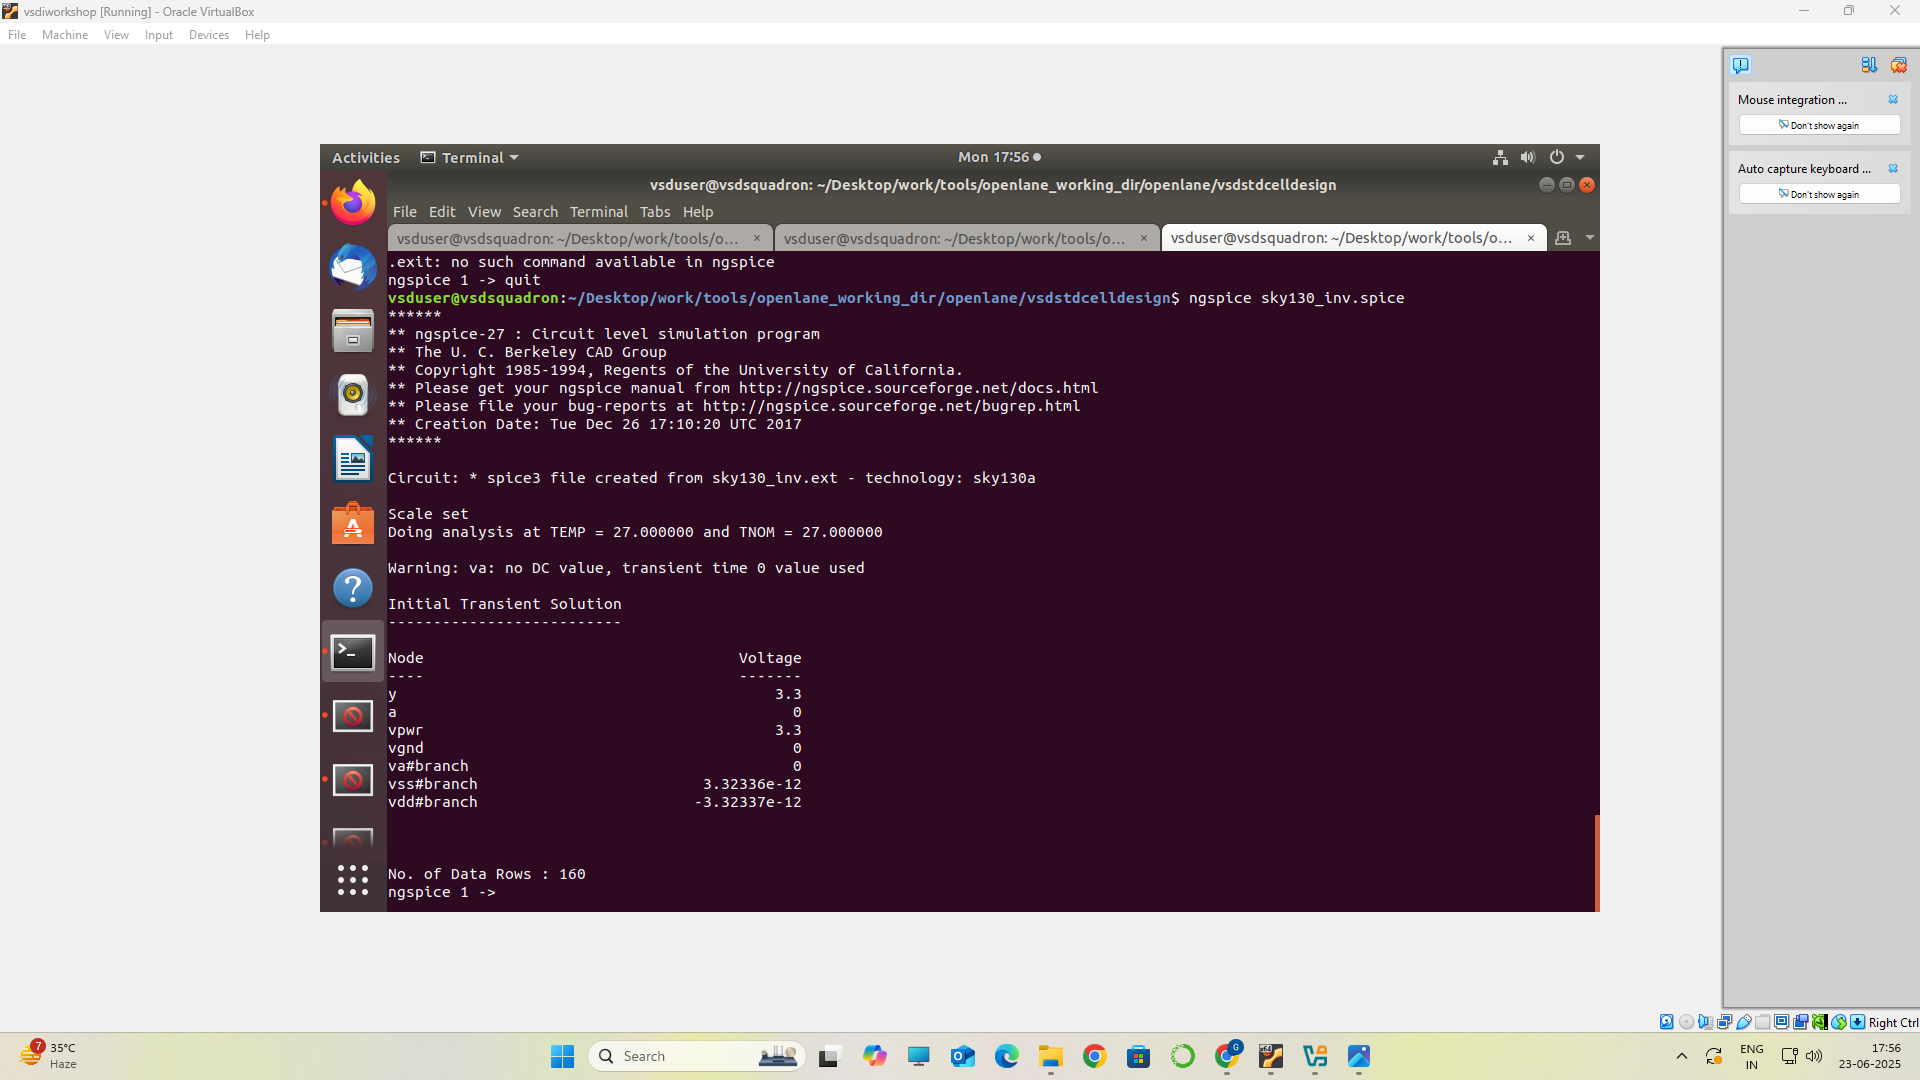 vsdiworkshop [Running] - Oracle VirtualBox
File Machine View Input Devices Help
Mouse integration ...
Don't show again
Auto capture keyboard ...
Don't show again
Activities Terminal Mon 17:56
vsduser@vsdsquadron: ~/Desktop/work/tools/openlane_working_dir/openlane/vsdstdcelldesign
File Edit View Search Terminal Tabs Help
vsduser@vsdsquadron: ~/Desktop/work/tools/o... × vsduser@vsdsquadron: ~/Desktop/work/tools/o... × vsduser@vsdsquadron: ~/Desktop/work/tools/o... ×
.exit: no such command available in ngspice
ngspice 1 -> quit
vsduser@vsdsquadron:~/Desktop/work/tools/openlane_working_dir/openlane/vsdstdcelldesign$ ngspice sky130_inv.spice
******
** ngspice-27 : Circuit level simulation program
** The U. C. Berkeley CAD Group
** Copyright 1985-1994, Regents of the University of California.
** Please get your ngspice manual from http://ngspice.sourceforge.net/docs.html
** Please file your bug-reports at http://ngspice.sourceforge.net/bugrep.html
** Creation Date: Tue Dec 26 17:10:20 UTC 2017
******
Circuit: * spice3 file created from sky130_inv.ext - technology: sky130a
Scale set
Doing analysis at TEMP = 27.000000 and TNOM = 27.000000
Warning: va: no DC value, transient time 0 value used
Initial Transient Solution
--------------------------
Node Voltage
---- -------
y 3.3
a 0
vpwr 3.3
vgnd 0
va#branch 0
vss#branch 3.32336e-12
vdd#branch -3.32337e-12
No. of Data Rows : 160
ngspice 1 ->
Right Ctrl
7
35°C
Haze
Search
G
ENG
IN
17:56
23-06-2025